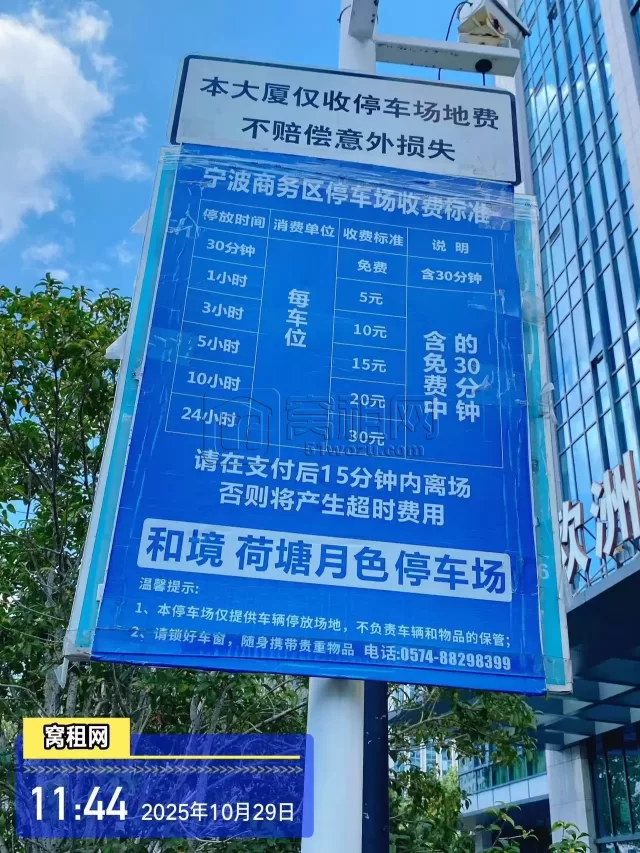 本大厦仅收停车场地费
不赔偿意外损失
宁波商务区停车场收费标准
停放时间 消费单位 收费标准 说 明
30分钟 每车位 免费 含30分钟
1小时 5元 含免费中的30分钟
3小时 10元
5小时 15元
10小时 20元
24小时 30元
请在支付后15分钟内离场
否则将产生超时费用
和境 荷塘月色停车场
温馨提示:
1、本停车场仅提供车辆停放场地，不负责车辆和物品的保管；
2、请锁好车窗，随身携带贵重物品 电话:0574-88298399
欧洲
窝租网
51wozu.com
窝租网
11:44 2025年10月29日